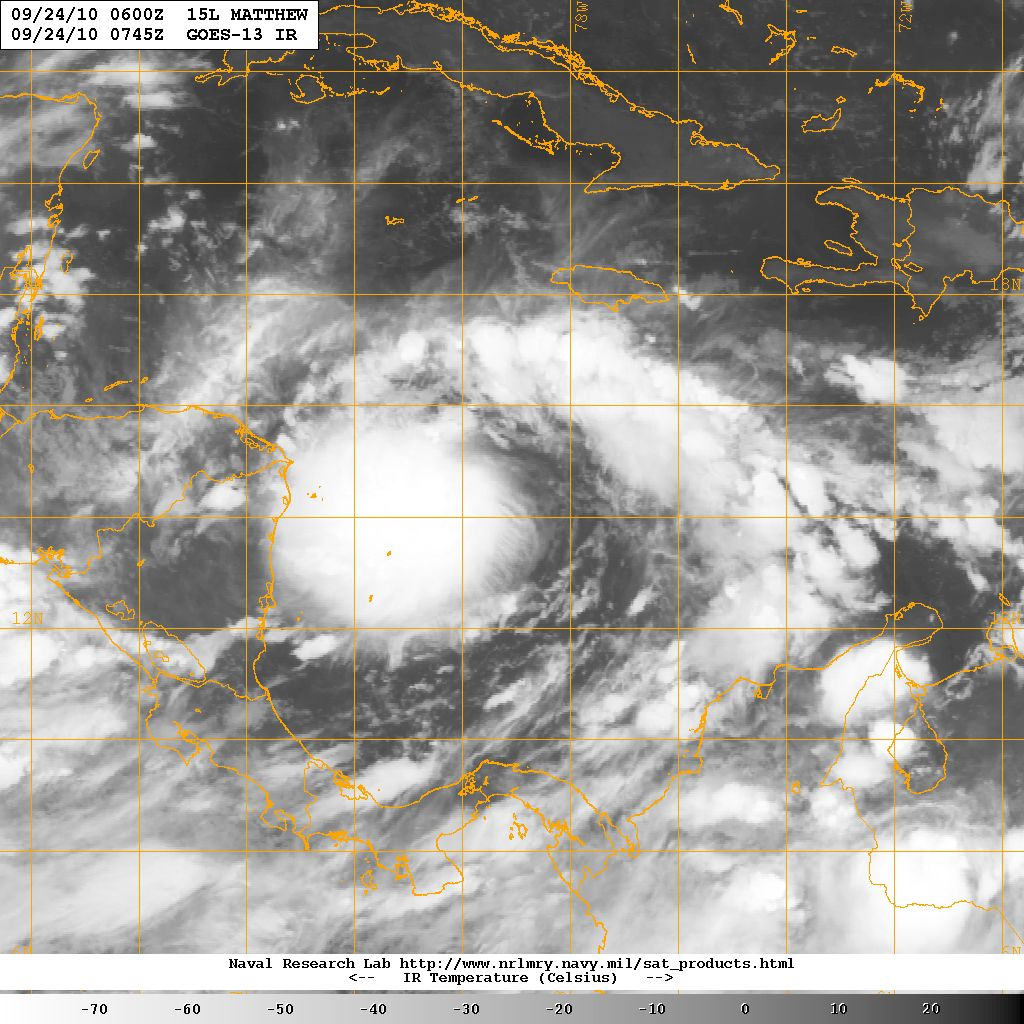 09/24/10 0600Z 15L MATTHEW
09/24/10 0745Z GOES-13 IR
78W
72W
18N
12N
6N
Naval Research Lab http://www.nrlmry.navy.mil/sat_products.html
<-- IR Temperature (Celsius) -->
-70 -60 -50 -40 -30 -20 -10 0 10 20